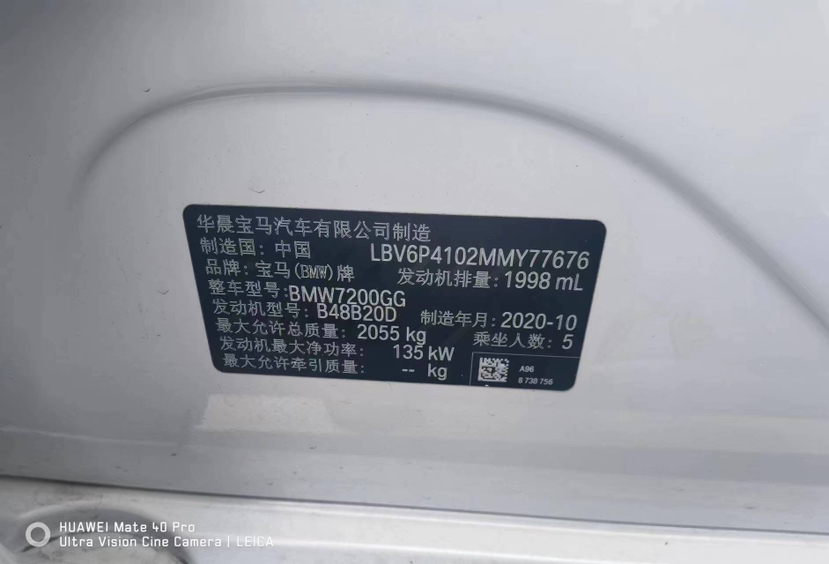 华晨宝马汽车有限公司制造
制造国：中国 LBV6P4102MMY77676
品牌：宝马(BMW)牌 发动机排量：1998 mL
整车型号:BMW7200GG
发动机型号：B48B20D 制造年月：2020-10
最大允许总质量： 2055 kg 乘坐人数：5
发动机最大净功率： 135 kW
最大允许牵引质量： -- kg
A96
8 738 756
HUAWEI Mate 40 Pro
Ultra Vision Cine Camera | LEICA